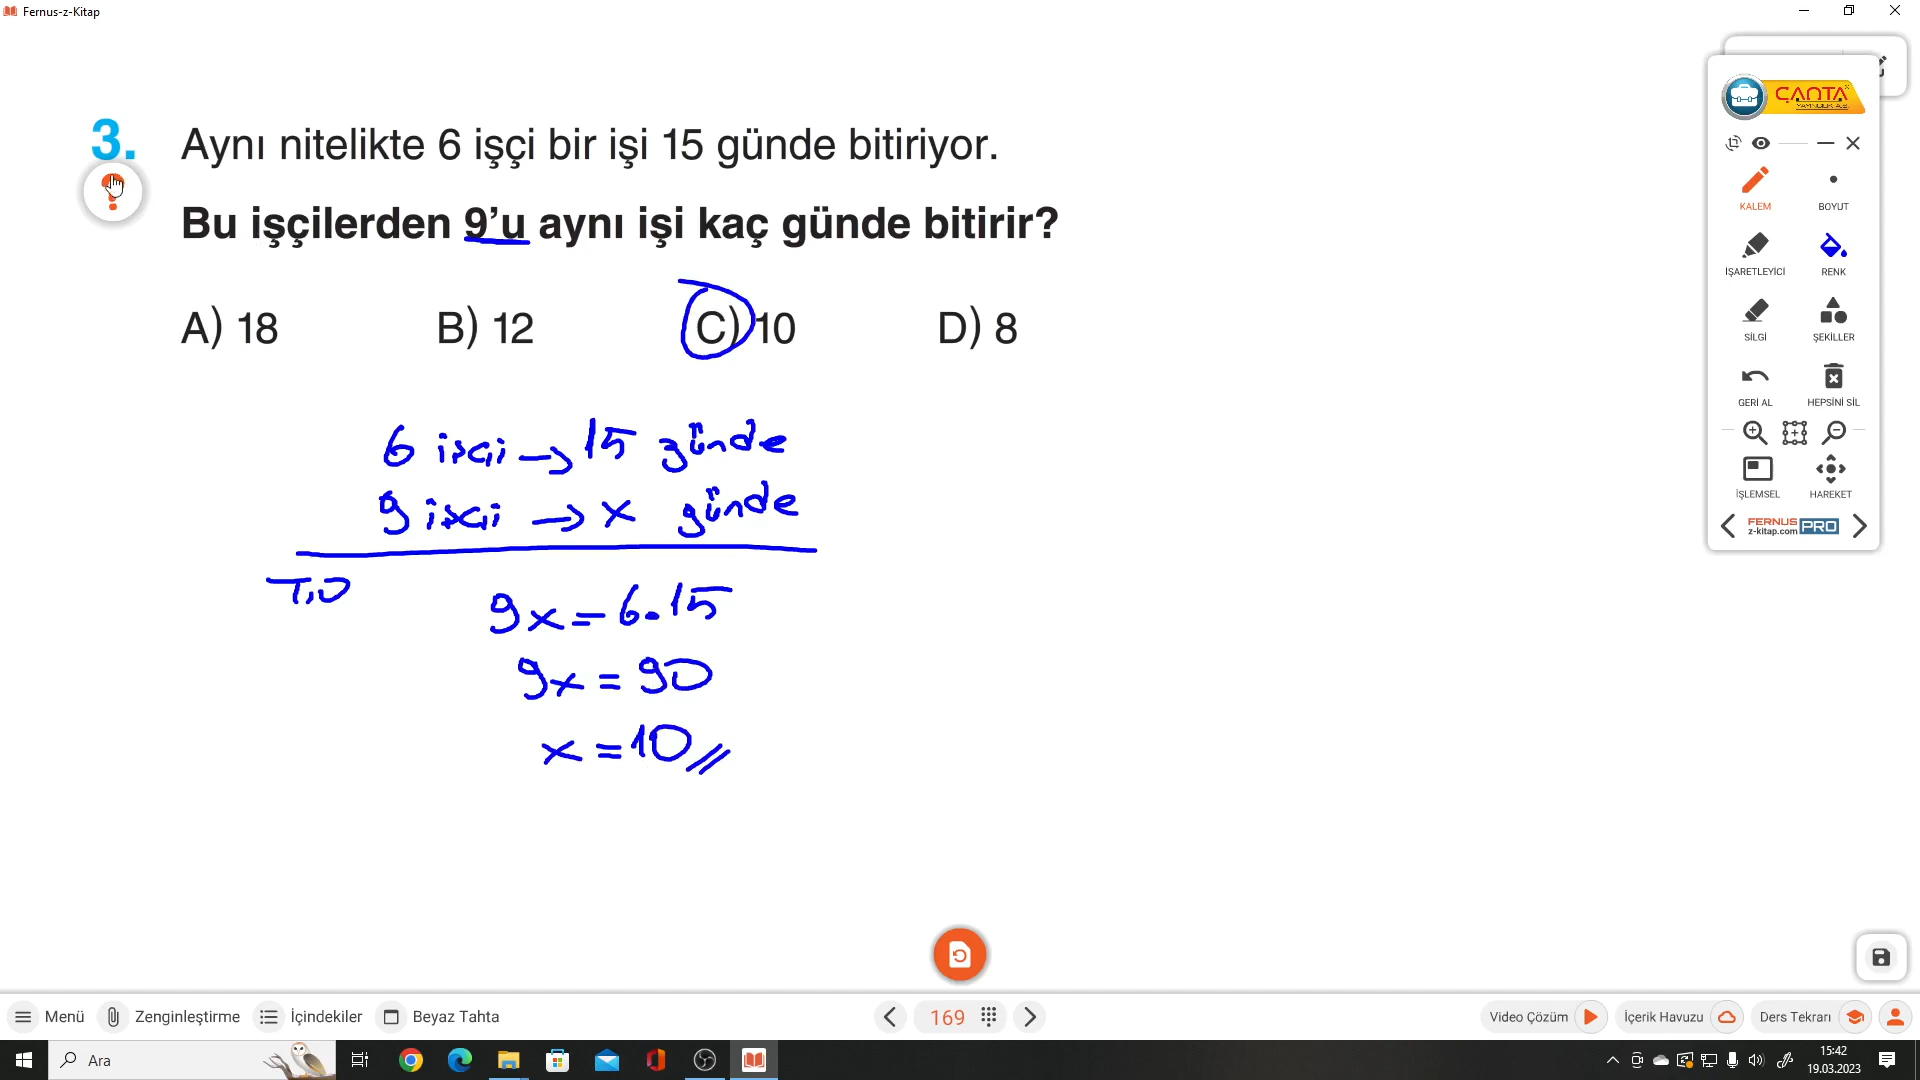 Fernus-z-Kitap
3. Aynı nitelikte 6 işçi bir işi 15 günde bitiriyor.
Bu işçilerden 9'u aynı işi kaç günde bitirir?
A) 18 B) 12 C) 10 D) 8
6 işçi → 15 günde
9 işçi → x günde
T.O
9x = 6.15
9x = 90
x = 10
ÇANTA
YAYINCILIK A.Ş.
KALEM BOYUT
İŞARETLEYİCİ RENK
SİLGİ ŞEKİLLER
GERİ AL HEPSİNİ SİL
İŞLEMSEL HAREKET
FERNUS PRO
z-kitap.com
Menü Zenginleştirme İçindekiler Beyaz Tahta 169 Video Çözüm İçerik Havuzu Ders Tekrarı
Ara
15:42
19.03.2023